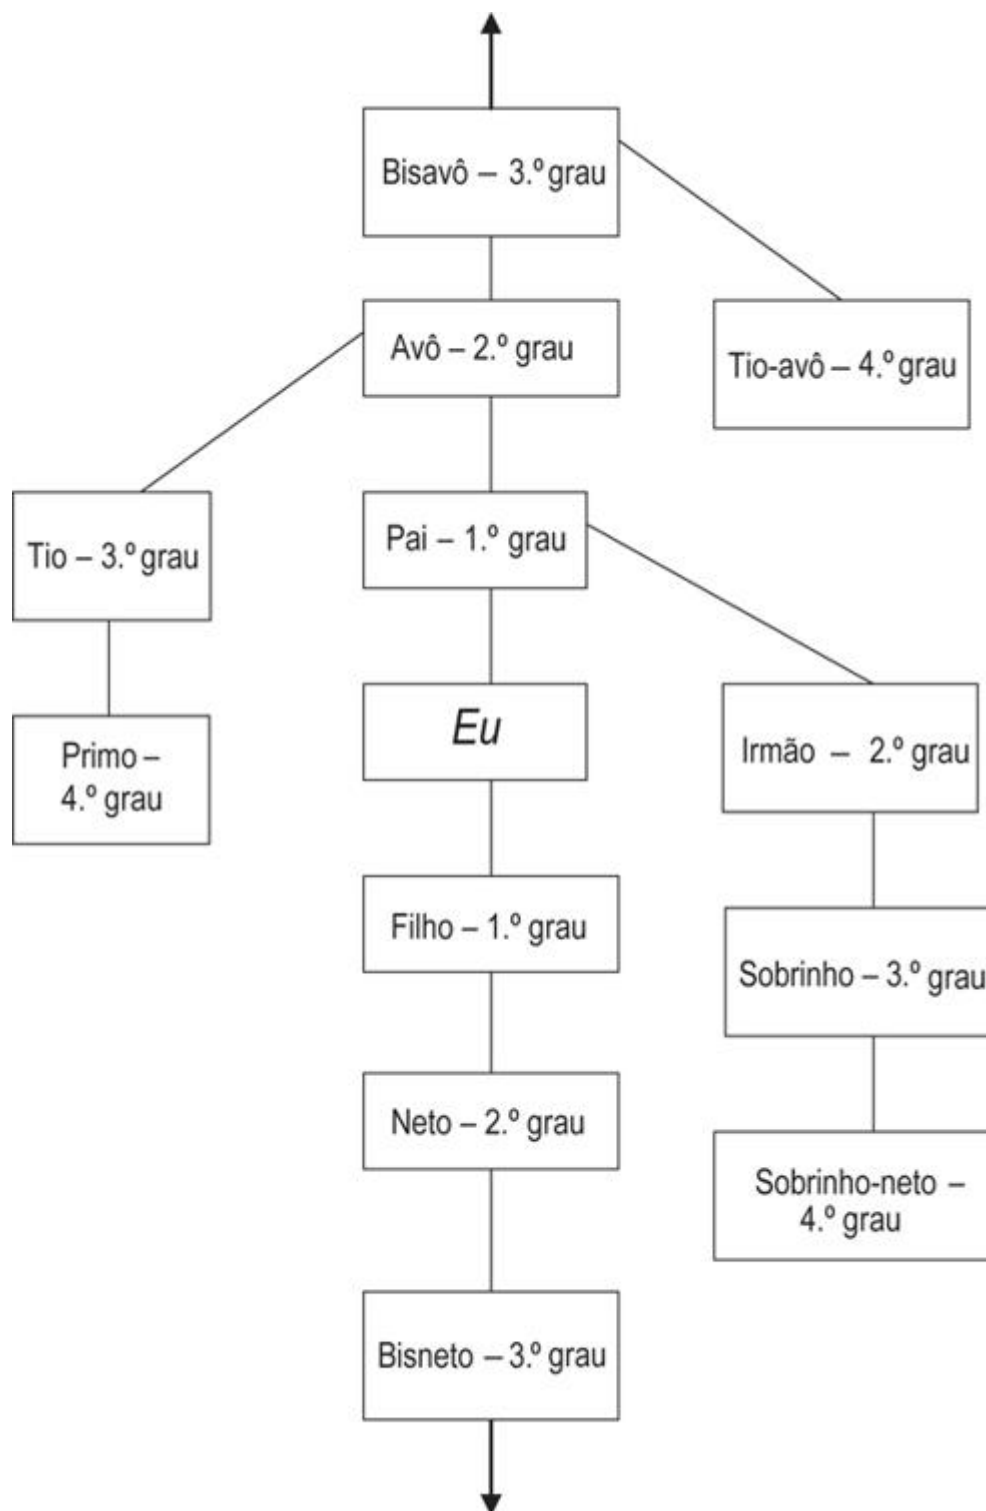 Bisavô – 3.º grau
Avô – 2.º grau
Tio-avô – 4.º grau
Tio – 3.º grau
Pai – 1.º grau
Eu
Irmão – 2.º grau
Primo –
4.º grau
Filho – 1.º grau
Sobrinho – 3.º grau
Neto – 2.º grau
Sobrinho-neto –
4.º grau
Bisneto – 3.º grau